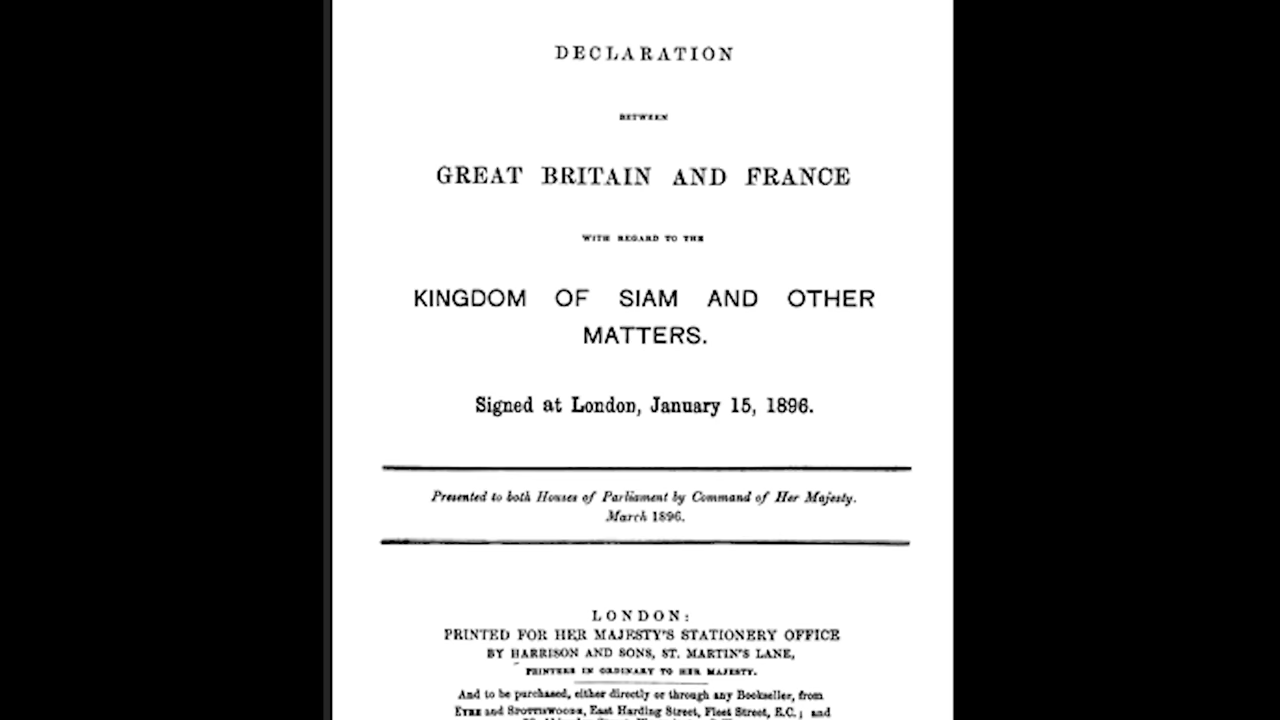 DECLARATION
BETWEEN
GREAT BRITAIN AND FRANCE
WITH REGARD TO THE
KINGDOM OF SIAM AND OTHER
MATTERS.
Signed at London, January 15, 1896.
Presented to both Houses of Parliament by Command of Her Majesty.
March 1896.
LONDON:
PRINTED FOR HER MAJESTY'S STATIONERY OFFICE
BY HARRISON AND SONS, ST. MARTIN'S LANE,
PRINTERS IN ORDINARY TO HER MAJESTY.
And to be purchased, either directly or through any Bookseller, from
EYRE and SPOTTISWOODE, East Harding Street, Fleet Street, E.C.; and